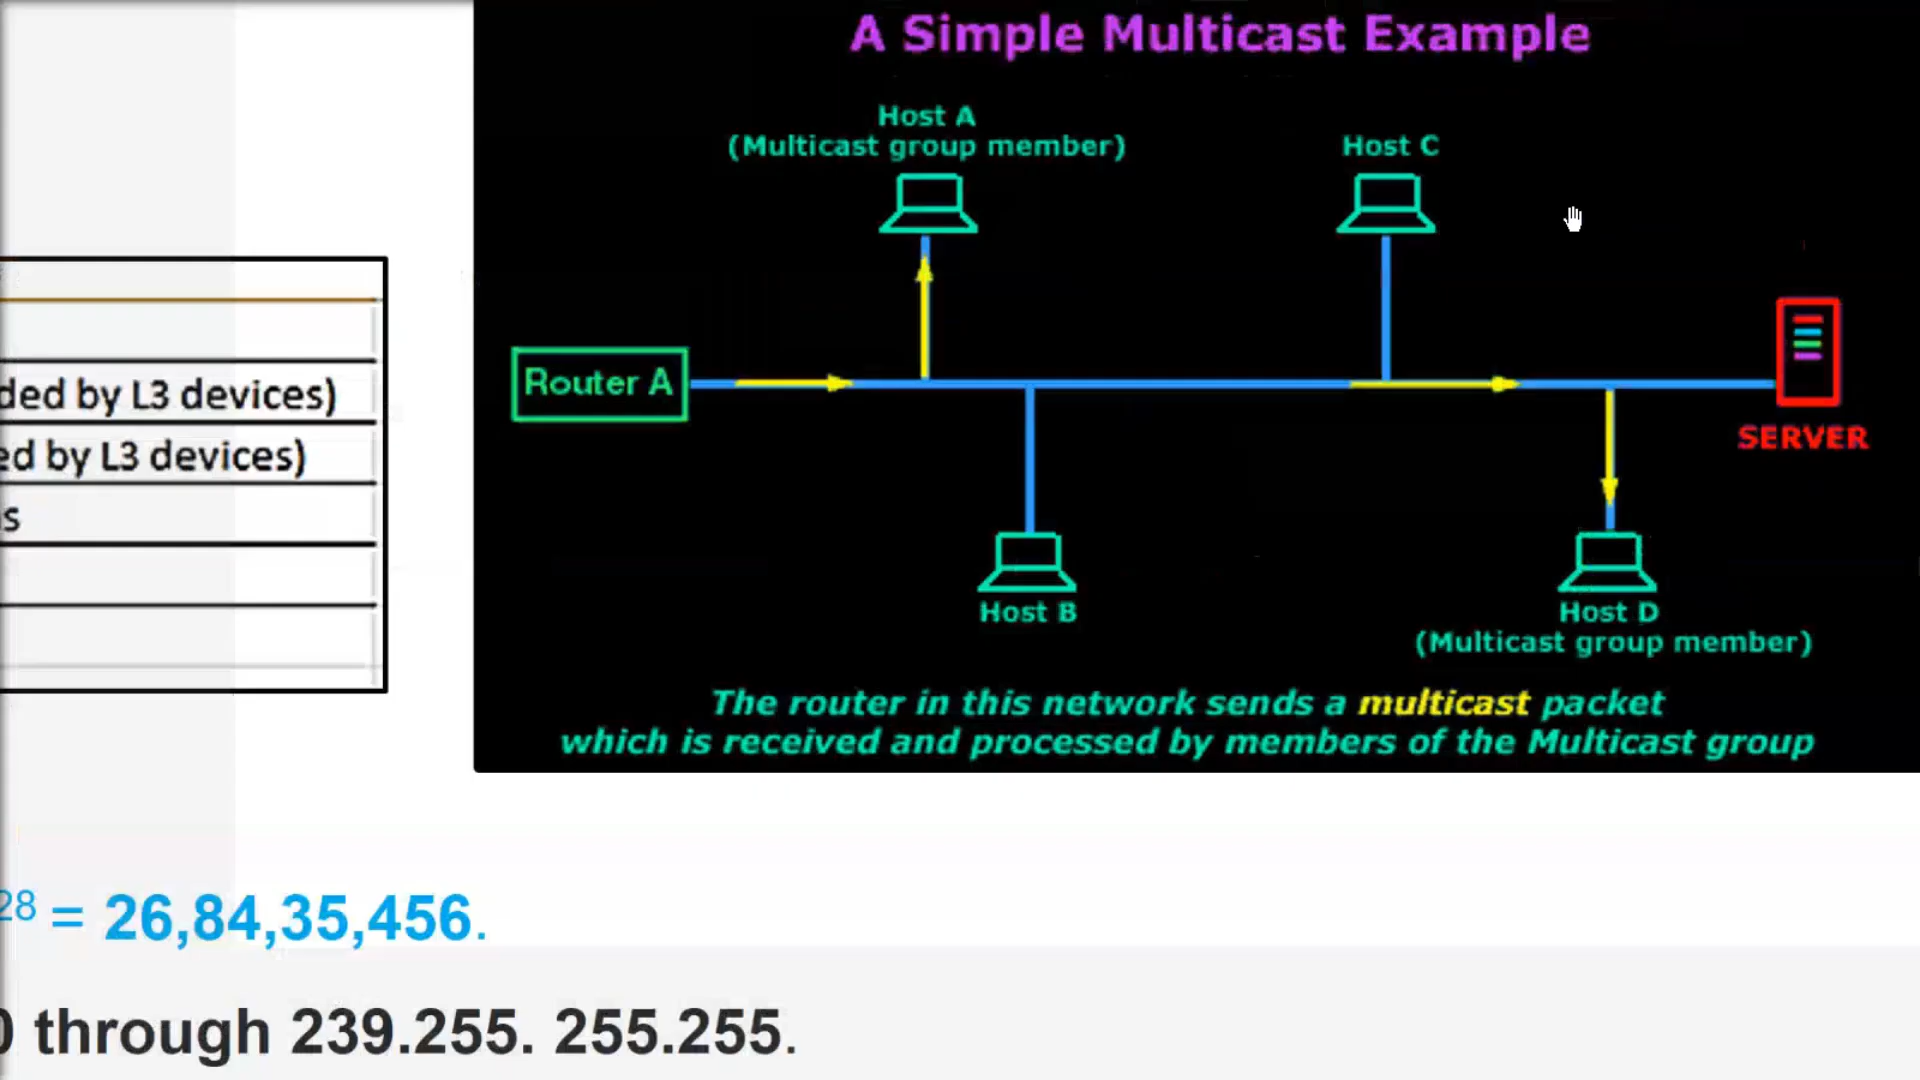 A Simple Multicast Example
Host A
(Multicast group member)
Host C
Router A
SERVER
Host B
Host D
(Multicast group member)
The router in this network sends a multicast packet
which is received and processed by members of the Multicast group
ded by L3 devices)
ed by L3 devices)
s
28 = 26,84,35,456.
0 through 239.255. 255.255.